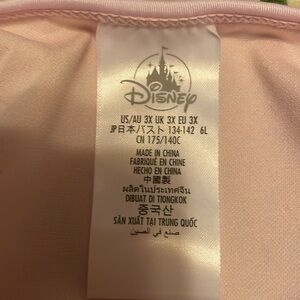 Disney
US/AU 3X UK 3X EU 3X
JP日本バスト 134-142 6L
CN 175/140C
MADE IN CHINA
FABRIQUÉ EN CHINE
HECHO EN CHINA
中國製
ผลิตในประเทศจีน
DIBUAT DI TIONGKOK
중국산
SẢN XUẤT TẠI TRUNG QUỐC
صنع في الصين